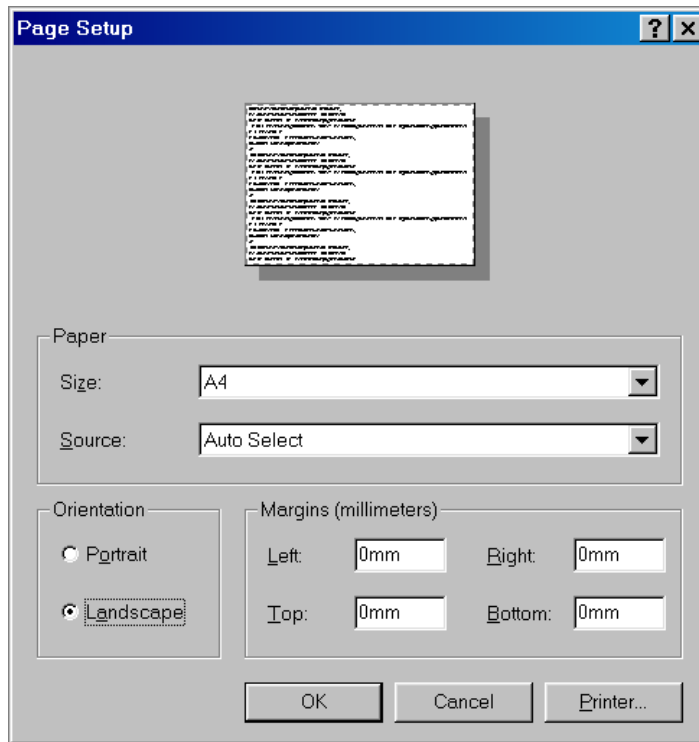 Page Setup
Paper
Size: A4
Source: Auto Select
Orientation
Portrait
Landscape
Margins (millimeters)
Left: 0mm Right: 0mm
Top: 0mm Bottom: 0mm
OK Cancel Printer...